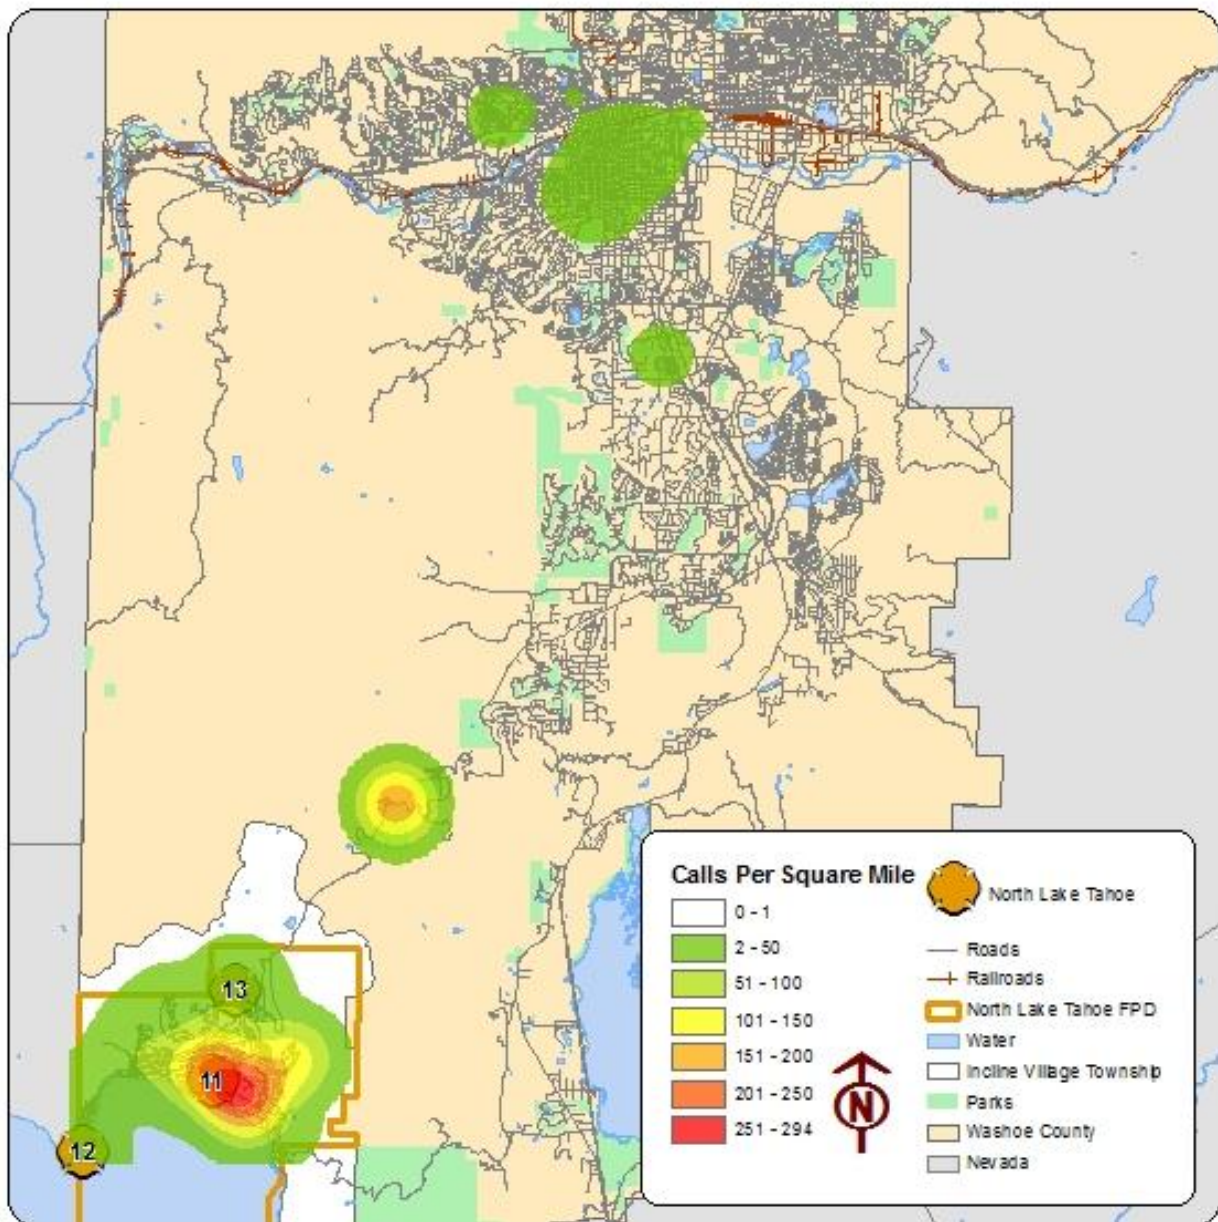 13
11
12
Calls Per Square Mile
0 - 1
2 - 50
51 - 100
101 - 150
151 - 200
201 - 250
251 - 294
N
North Lake Tahoe
Roads
Railroads
North Lake Tahoe FPD
Water
Incline Village Township
Parks
Washoe County
Nevada